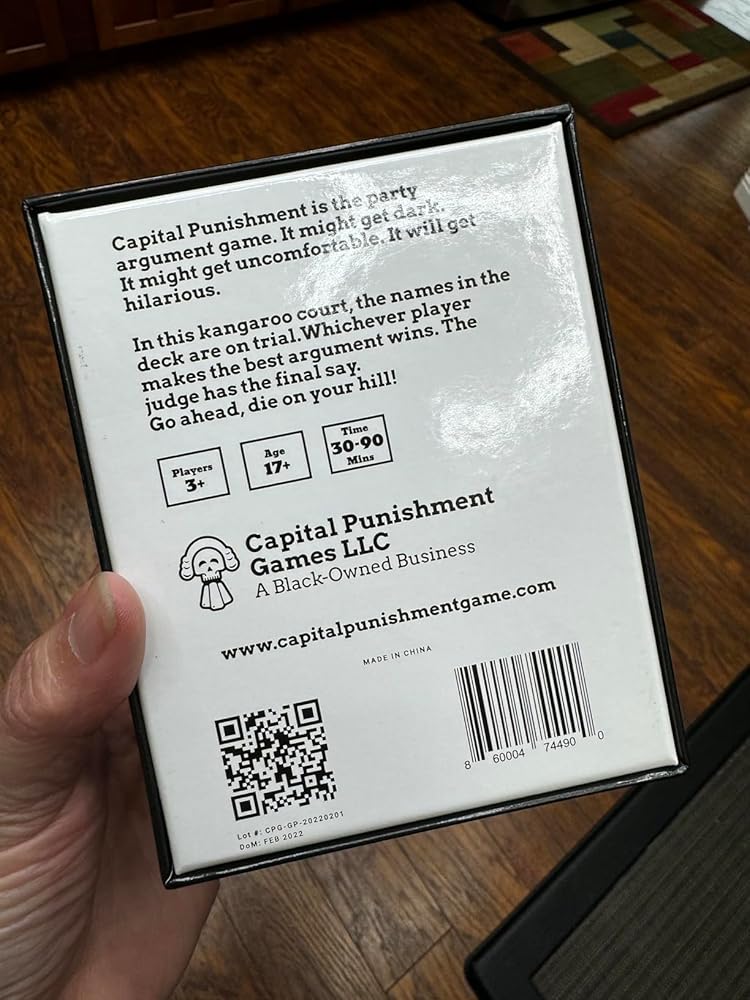 Capital Punishment is the party
argument game. It might get dark.
It might get uncomfortable. It will get
hilarious.
In this kangaroo court, the names in the
deck are on trial.Whichever player
makes the best argument wins. The
judge has the final say.
Go ahead, die on your hill!
Players
3+
Age
17+
Time
30-90
Mins
Capital Punishment
Games LLC
A Black-Owned Business
www.capitalpunishmentgame.com
MADE IN CHINA
8 60004 74490 0
Lot #: CPG-GP-20220201
DoM: FEB 2022